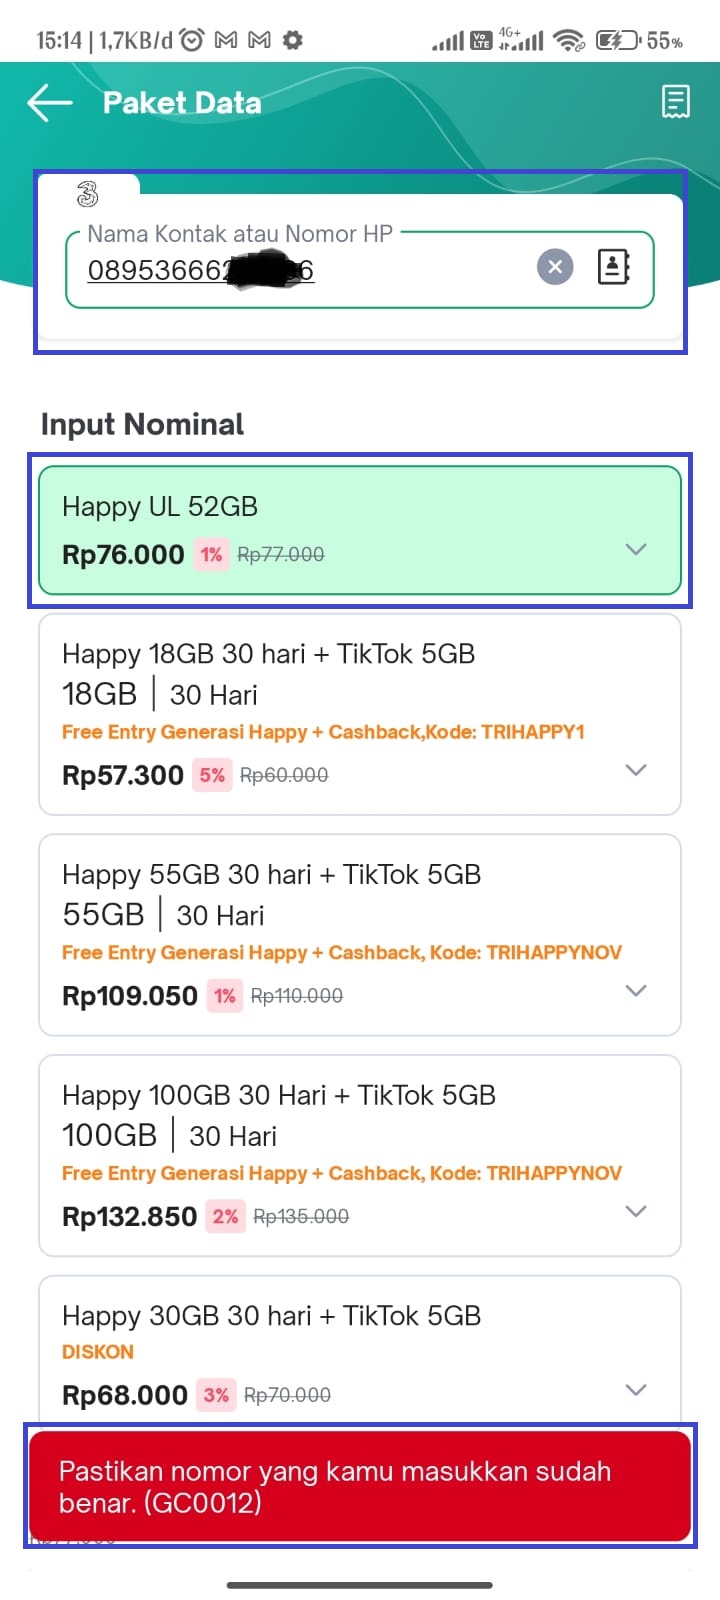 15:14 | 1,7KB/d
Vo LTE 4G+ 55%
Paket Data
3
Nama Kontak atau Nomor HP
089536662 6
Input Nominal
Happy UL 52GB
Rp76.000 1% Rp77.000
Happy 18GB 30 hari + TikTok 5GB
18GB | 30 Hari
Free Entry Generasi Happy + Cashback,Kode: TRIHAPPY1
Rp57.300 5% Rp60.000
Happy 55GB 30 hari + TikTok 5GB
55GB | 30 Hari
Free Entry Generasi Happy + Cashback, Kode: TRIHAPPYNOV
Rp109.050 1% Rp110.000
Happy 100GB 30 Hari + TikTok 5GB
100GB | 30 Hari
Free Entry Generasi Happy + Cashback, Kode: TRIHAPPYNOV
Rp132.850 2% Rp135.000
Happy 30GB 30 hari + TikTok 5GB
DISKON
Rp68.000 3% Rp70.000
Pastikan nomor yang kamu masukkan sudah
benar. (GC0012)